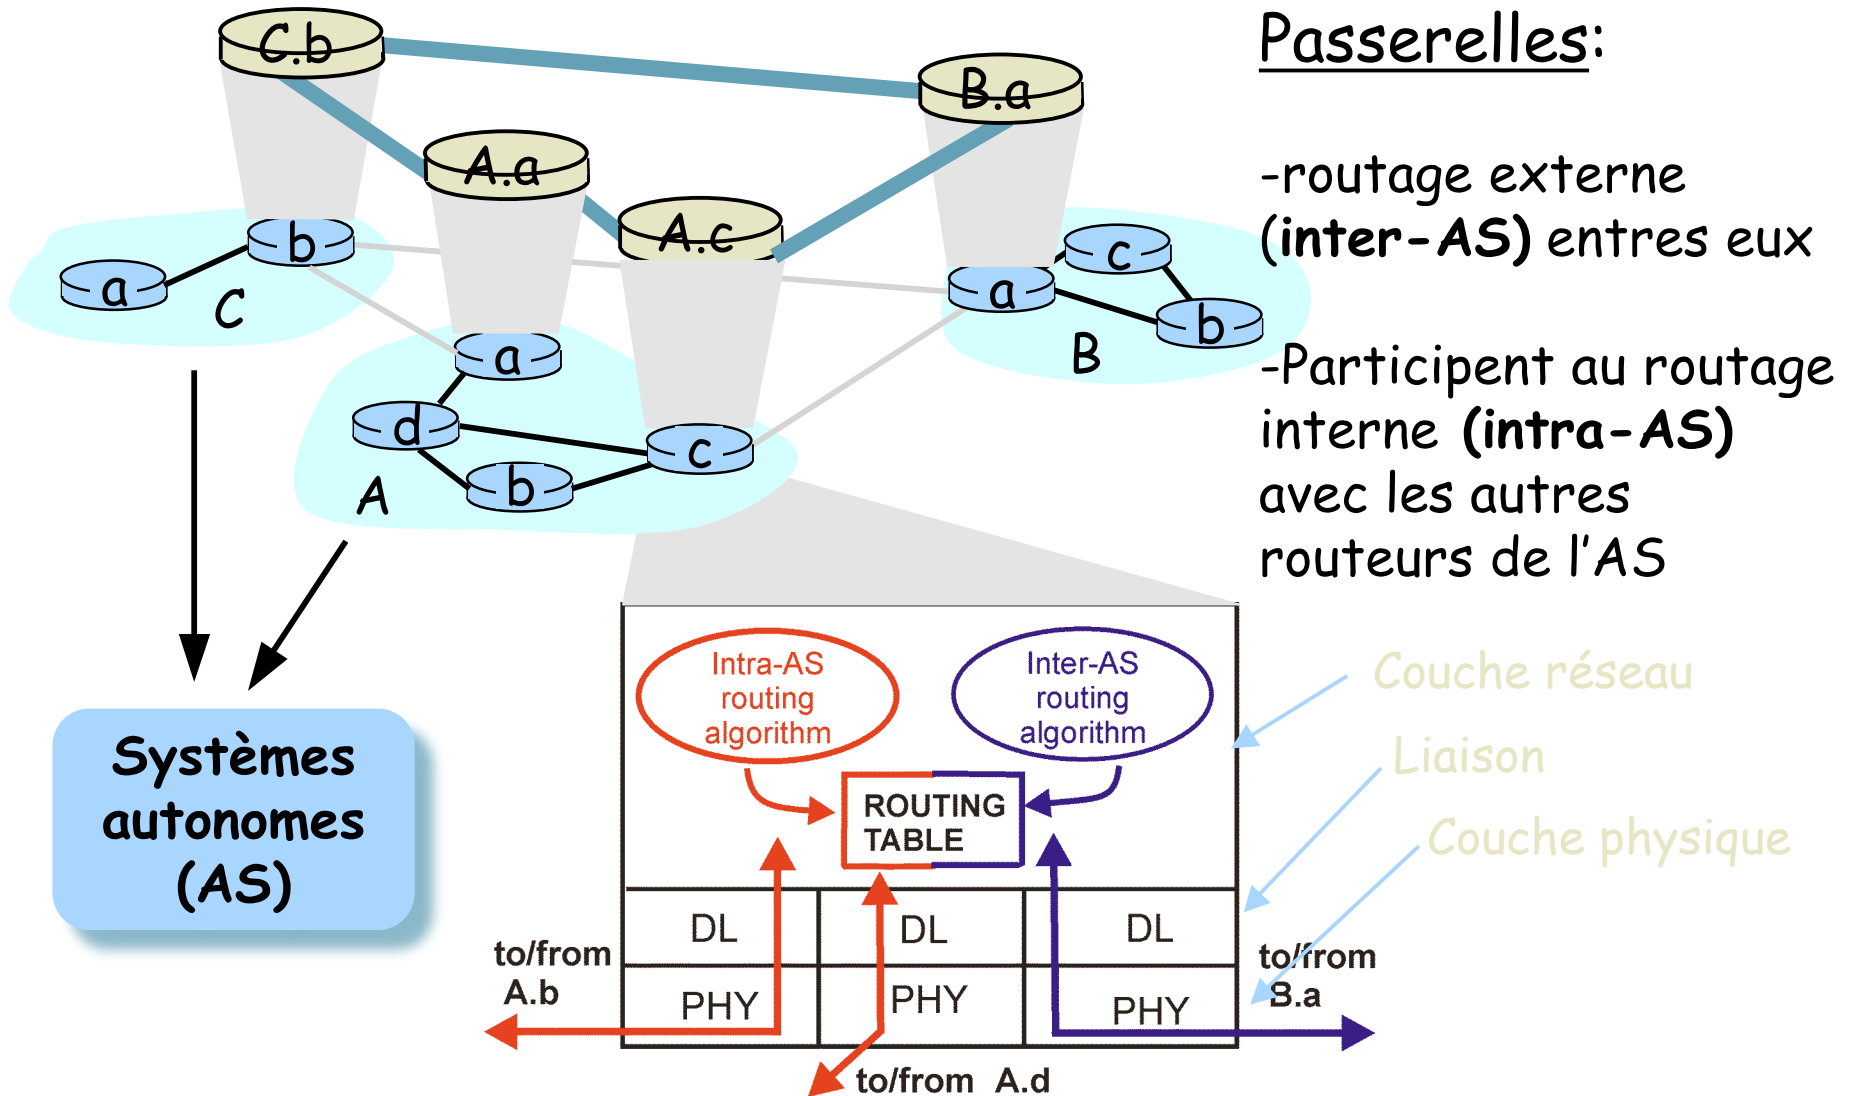 C.b
B.a
A.a
A.c
b
a
C
a
c
b
B
a
d
c
b
A
Passerelles:
-routage externe
(inter-AS) entres eux
-Participent au routage
interne (intra-AS)
avec les autres
routeurs de l’AS
Systèmes
autonomes
(AS)
Intra-AS
routing
algorithm
Inter-AS
routing
algorithm
ROUTING
TABLE
DL
DL
DL
PHY
PHY
PHY
to/from
A.b
to/from A.d
to/from
B.a
Couche réseau
Liaison
Couche physique